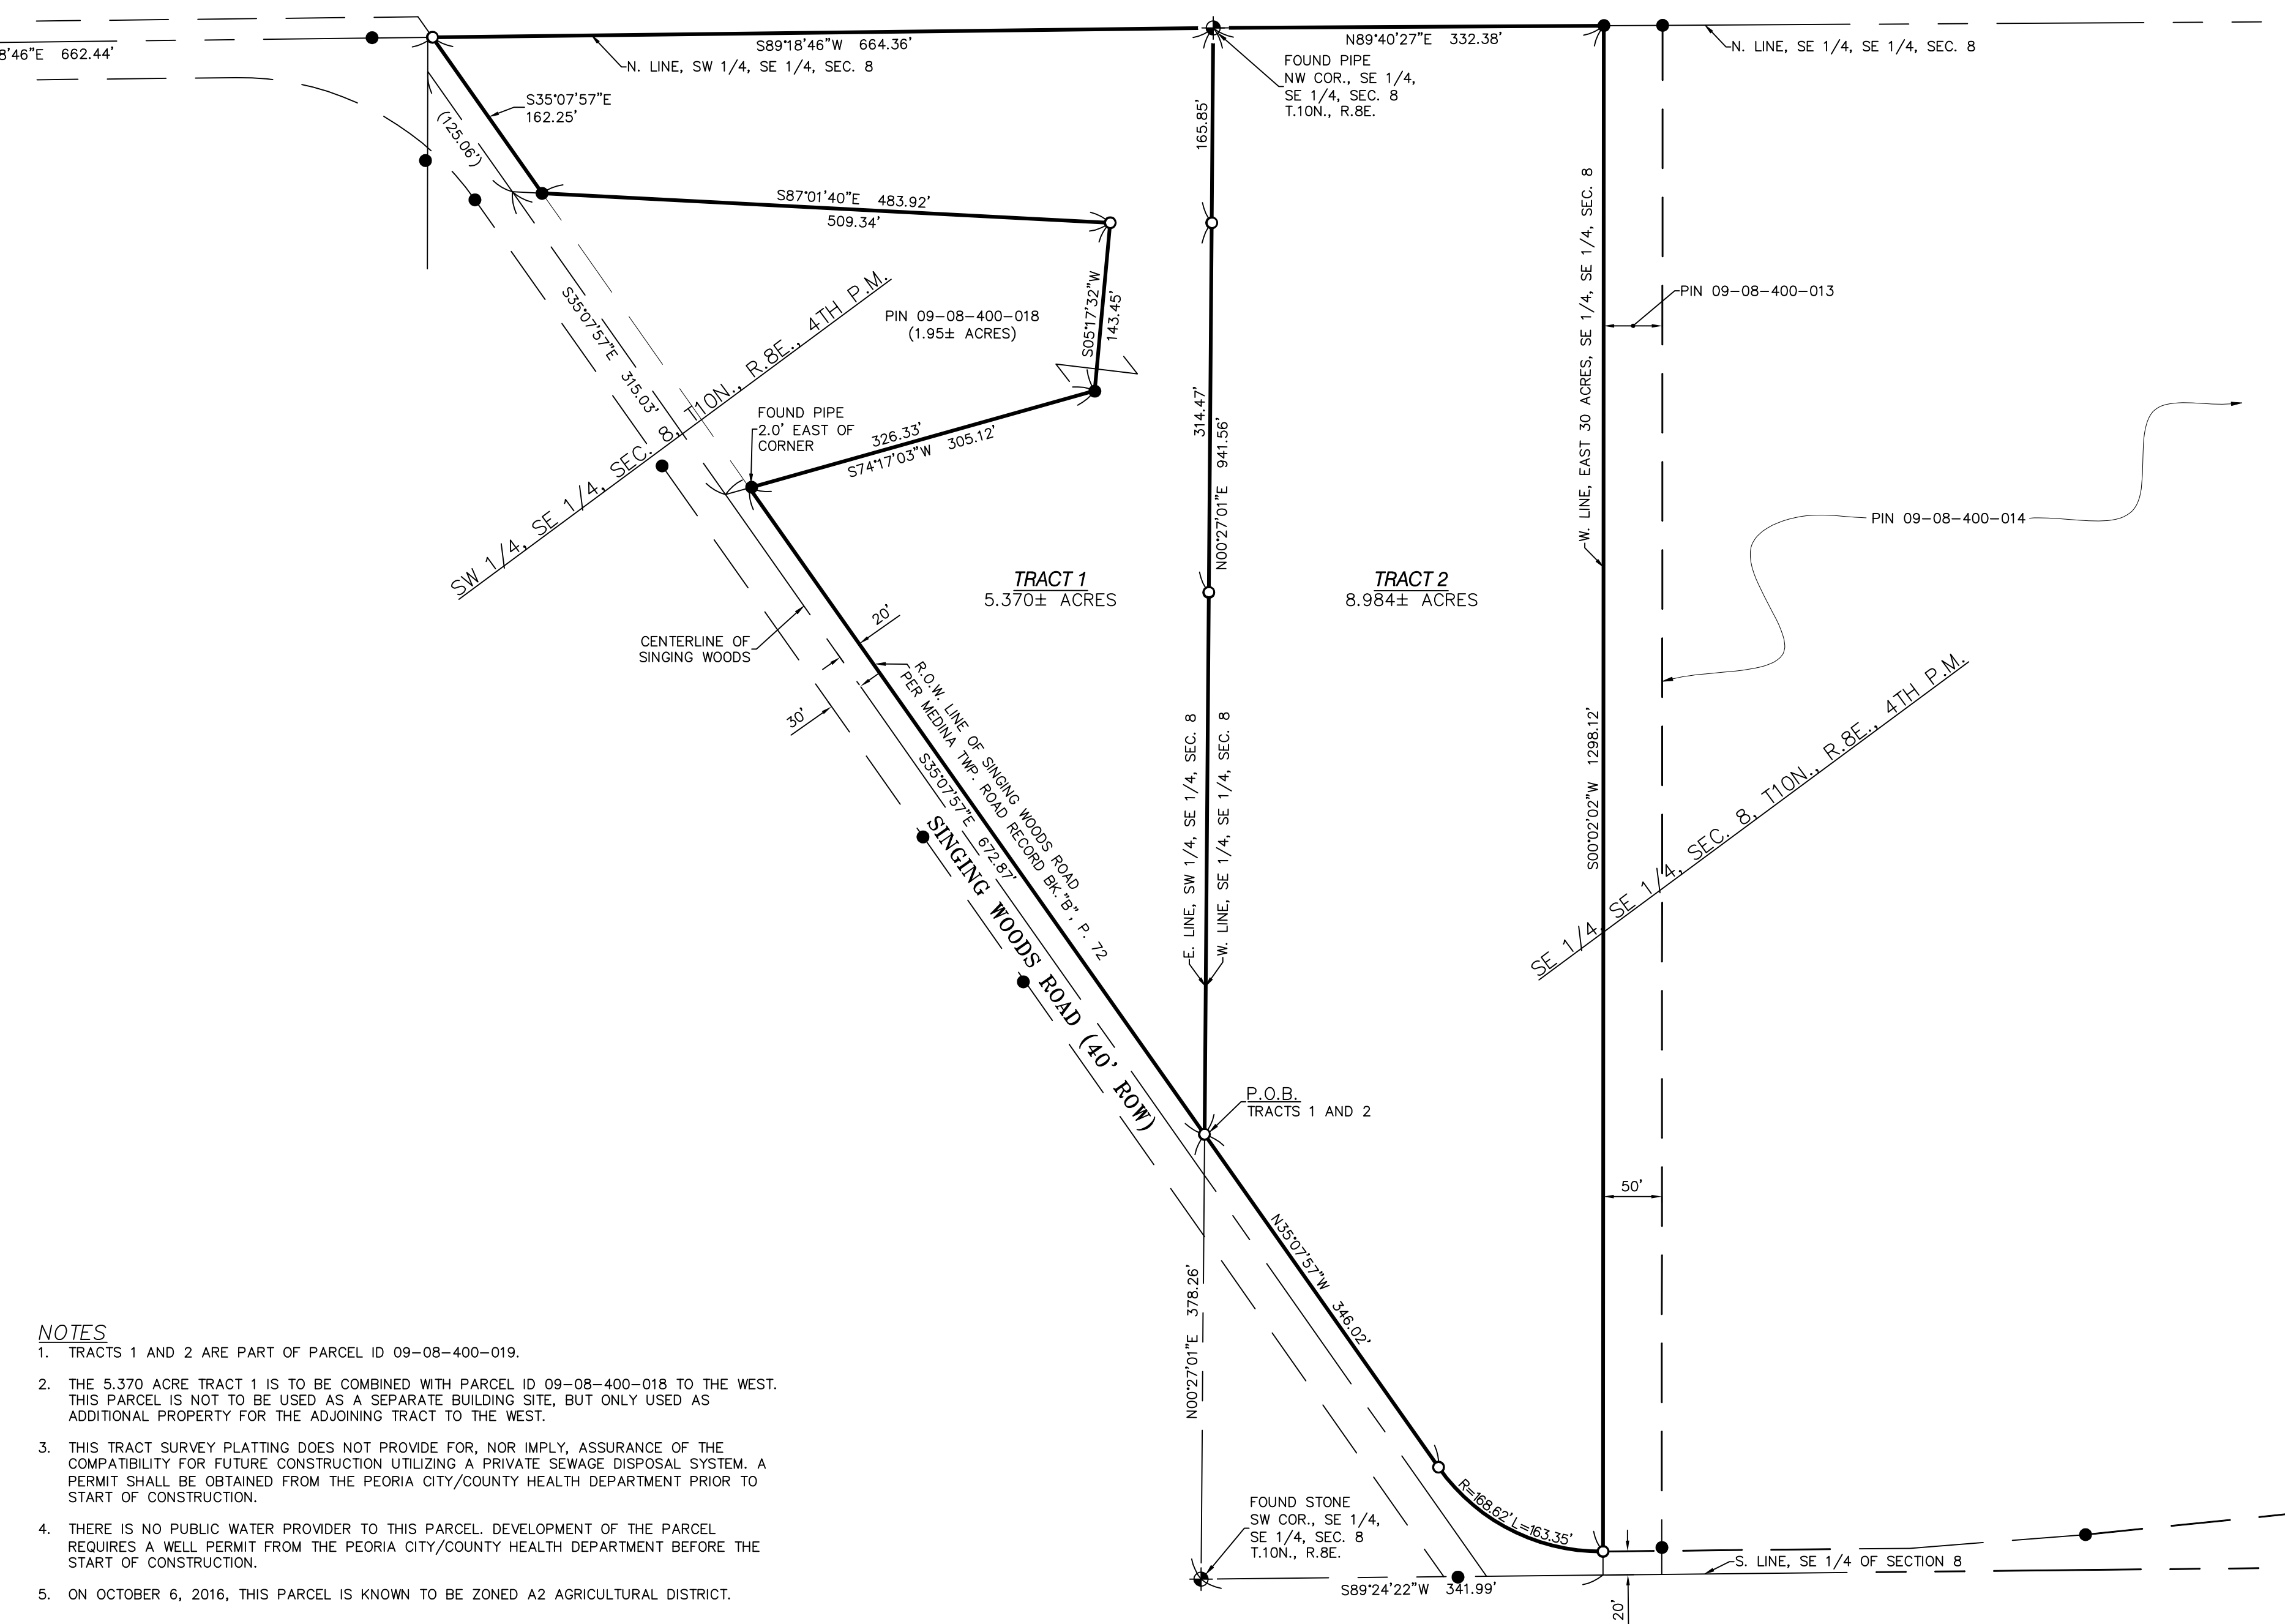 8'46"E 662.44'
S89°18'46"W 664.36'
N. LINE, SW 1/4, SE 1/4, SEC. 8
N89°40'27"E 332.38'
N. LINE, SE 1/4, SE 1/4, SEC. 8
FOUND PIPE
NW COR., SE 1/4,
SE 1/4, SEC. 8
T.10N., R.8E.
S35°07'57"E
162.25'
(125.06')
165.85'
S87°01'40"E 483.92'
509.34'
S05°17'32"W
143.45'
PIN 09-08-400-018
(1.95± ACRES)
S35°07'57"E 315.03'
SW 1/4, SE 1/4, SEC. 8, T10N., R.8E., 4TH P.M.
FOUND PIPE
2.0' EAST OF
CORNER
326.33'
S74°17'03"W 305.12'
314.47'
N00°27'01"E 941.56'
W. LINE, EAST 30 ACRES, SE 1/4, SE 1/4, SEC. 8
PIN 09-08-400-013
PIN 09-08-400-014
TRACT 1
5.370± ACRES
TRACT 2
8.984± ACRES
CENTERLINE OF
SINGING WOODS
20'
30'
R.O.W. LINE OF SINGING WOODS ROAD
PER MEDINA TWP. ROAD RECORD BK."B", P. 72
S35°07'57"E 672.87'
SINGING WOODS ROAD (40' ROW)
E. LINE, SW 1/4, SE 1/4, SEC. 8
W. LINE, SE 1/4, SE 1/4, SEC. 8
S00°02'02"W 1298.12'
SE 1/4, SE 1/4, SEC. 8, T10N., R.8E., 4TH P.M.
P.O.B.
TRACTS 1 AND 2
50'
N35°07'57"W 346.02'
N00°27'01"E 378.26'
R=168.62' L=163.35'
FOUND STONE
SW COR., SE 1/4,
SE 1/4, SEC. 8
T.10N., R.8E.
S89°24'22"W 341.99'
S. LINE, SE 1/4 OF SECTION 8
20'
NOTES
1. TRACTS 1 AND 2 ARE PART OF PARCEL ID 09-08-400-019.
2. THE 5.370 ACRE TRACT 1 IS TO BE COMBINED WITH PARCEL ID 09-08-400-018 TO THE WEST.
THIS PARCEL IS NOT TO BE USED AS A SEPARATE BUILDING SITE, BUT ONLY USED AS
ADDITIONAL PROPERTY FOR THE ADJOINING TRACT TO THE WEST.
3. THIS TRACT SURVEY PLATTING DOES NOT PROVIDE FOR, NOR IMPLY, ASSURANCE OF THE
COMPATIBILITY FOR FUTURE CONSTRUCTION UTILIZING A PRIVATE SEWAGE DISPOSAL SYSTEM. A
PERMIT SHALL BE OBTAINED FROM THE PEORIA CITY/COUNTY HEALTH DEPARTMENT PRIOR TO
START OF CONSTRUCTION.
4. THERE IS NO PUBLIC WATER PROVIDER TO THIS PARCEL. DEVELOPMENT OF THE PARCEL
REQUIRES A WELL PERMIT FROM THE PEORIA CITY/COUNTY HEALTH DEPARTMENT BEFORE THE
START OF CONSTRUCTION.
5. ON OCTOBER 6, 2016, THIS PARCEL IS KNOWN TO BE ZONED A2 AGRICULTURAL DISTRICT.